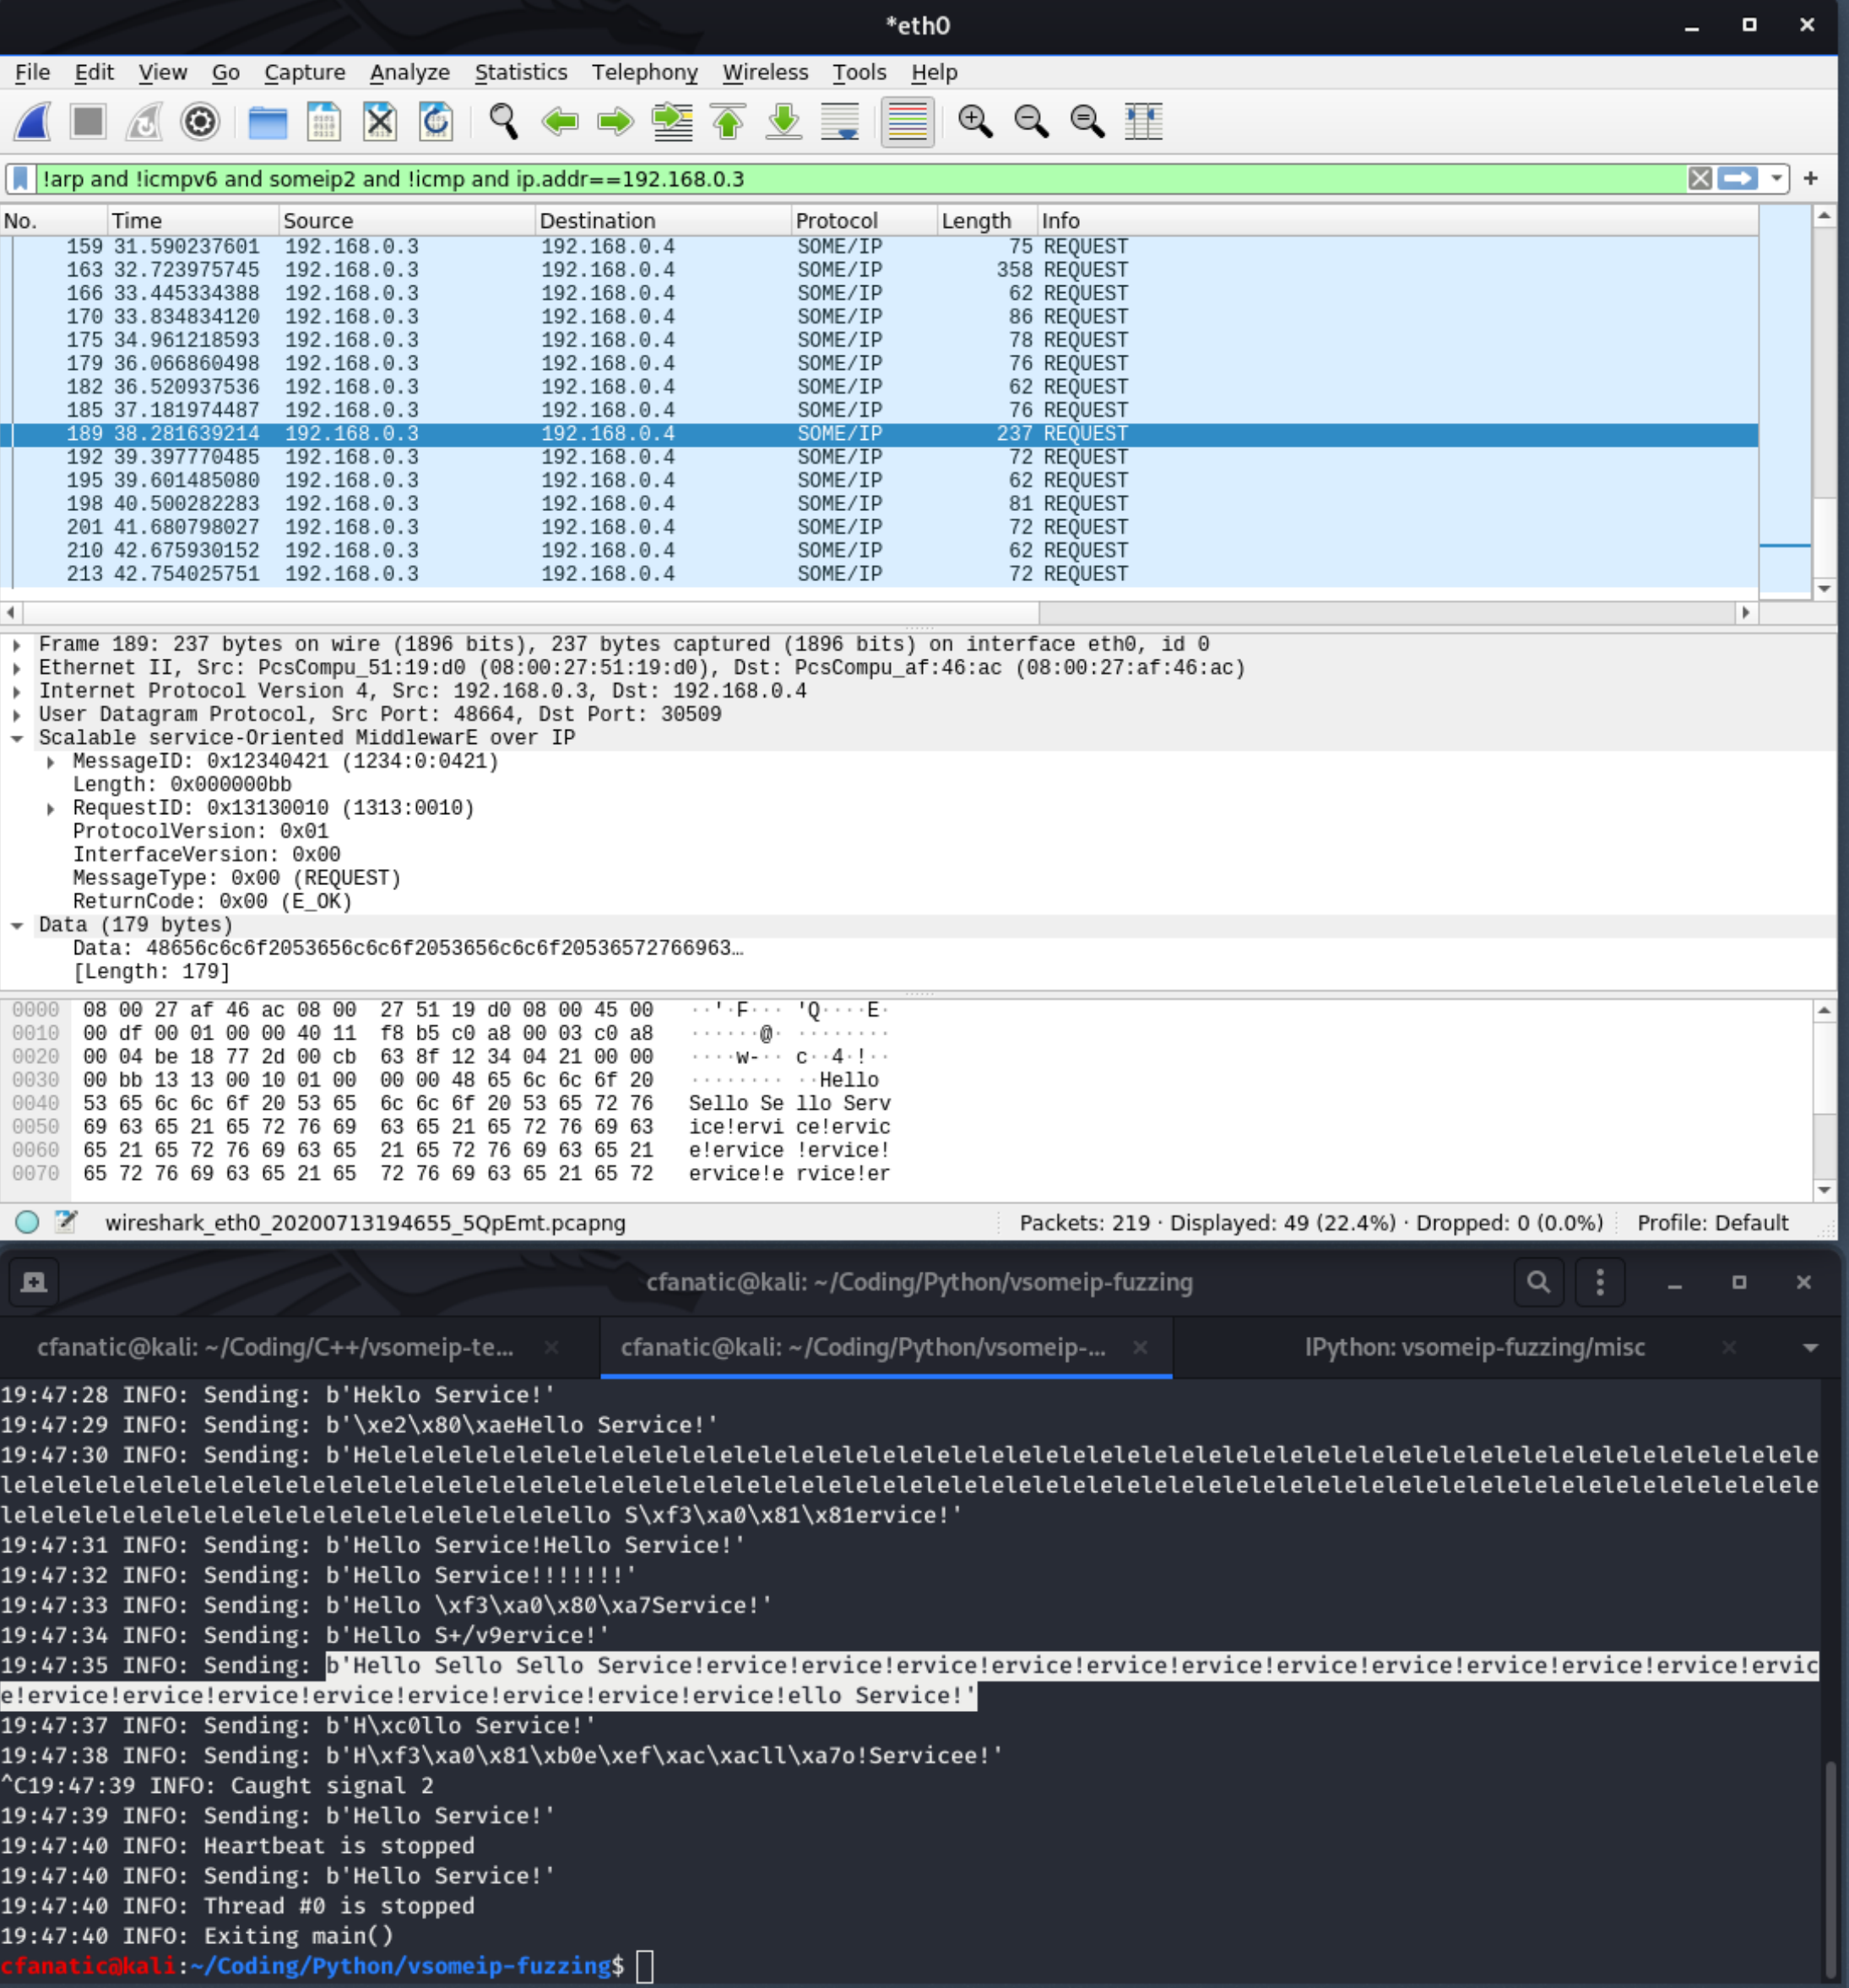 *eth0
File Edit View Go Capture Analyze Statistics Telephony Wireless Tools Help
!arp and !icmpv6 and someip2 and !icmp and ip.addr==192.168.0.3
No. Time Source Destination Protocol Length Info
159 31.590237601 192.168.0.3 192.168.0.4 SOME/IP 75 REQUEST
163 32.723975745 192.168.0.3 192.168.0.4 SOME/IP 358 REQUEST
166 33.445334388 192.168.0.3 192.168.0.4 SOME/IP 62 REQUEST
170 33.834834120 192.168.0.3 192.168.0.4 SOME/IP 86 REQUEST
175 34.961218593 192.168.0.3 192.168.0.4 SOME/IP 78 REQUEST
179 36.066860498 192.168.0.3 192.168.0.4 SOME/IP 76 REQUEST
182 36.520937536 192.168.0.3 192.168.0.4 SOME/IP 62 REQUEST
185 37.181974487 192.168.0.3 192.168.0.4 SOME/IP 76 REQUEST
189 38.281639214 192.168.0.3 192.168.0.4 SOME/IP 237 REQUEST
192 39.397770485 192.168.0.3 192.168.0.4 SOME/IP 72 REQUEST
195 39.601485080 192.168.0.3 192.168.0.4 SOME/IP 62 REQUEST
198 40.500282283 192.168.0.3 192.168.0.4 SOME/IP 81 REQUEST
201 41.680798027 192.168.0.3 192.168.0.4 SOME/IP 72 REQUEST
210 42.675930152 192.168.0.3 192.168.0.4 SOME/IP 62 REQUEST
213 42.754025751 192.168.0.3 192.168.0.4 SOME/IP 72 REQUEST
Frame 189: 237 bytes on wire (1896 bits), 237 bytes captured (1896 bits) on interface eth0, id 0
Ethernet II, Src: PcsCompu_51:19:d0 (08:00:27:51:19:d0), Dst: PcsCompu_af:46:ac (08:00:27:af:46:ac)
Internet Protocol Version 4, Src: 192.168.0.3, Dst: 192.168.0.4
User Datagram Protocol, Src Port: 48664, Dst Port: 30509
Scalable service-Oriented MiddlewarE over IP
MessageID: 0x12340421 (1234:0:0421)
Length: 0x000000bb
RequestID: 0x13130010 (1313:0010)
ProtocolVersion: 0x01
InterfaceVersion: 0x00
MessageType: 0x00 (REQUEST)
ReturnCode: 0x00 (E_OK)
Data (179 bytes)
Data: 48656c6c6f2053656c6c6f2053656c6c6f20536572766963…
[Length: 179]
0000 08 00 27 af 46 ac 08 00 27 51 19 d0 08 00 45 00 ··'·F··· 'Q····E·
0010 00 df 00 01 00 00 40 11 f8 b5 c0 a8 00 03 c0 a8 ······@· ········
0020 00 04 be 18 77 2d 00 cb 63 8f 12 34 04 21 00 00 ····w-·· c··4·!··
0030 00 bb 13 13 00 10 01 00 00 00 48 65 6c 6c 6f 20 ········ ··Hello
0040 53 65 6c 6c 6f 20 53 65 6c 6c 6f 20 53 65 72 76 Sello Se llo Serv
0050 69 63 65 21 65 72 76 69 63 65 21 65 72 76 69 63 ice!ervi ce!ervic
0060 65 21 65 72 76 69 63 65 21 65 72 76 69 63 65 21 e!ervice !ervice!
0070 65 72 76 69 63 65 21 65 72 76 69 63 65 21 65 72 ervice!e rvice!er
wireshark_eth0_20200713194655_5QpEmt.pcapng Packets: 219 · Displayed: 49 (22.4%) · Dropped: 0 (0.0%) Profile: Default
cfanatic@kali: ~/Coding/Python/vsomeip-fuzzing
cfanatic@kali: ~/Coding/C++/vsomeip-te... cfanatic@kali: ~/Coding/Python/vsomeip-... IPython: vsomeip-fuzzing/misc
19:47:28 INFO: Sending: b'Heklo Service!'
19:47:29 INFO: Sending: b'\xe2\x80\xaeHello Service!'
19:47:30 INFO: Sending: b'Helelelelelelelelelelelelelelelelelelelelelelelelelelelelelelelelelelelelelelelelelelelelelelelelelelelelelele
lelelelelelelelelelelelelelelelelelelelelelelelelelelelelelelelelelelelelelelelelelelelelelelelelelelelelelelelelelelelelelelelelelelele
lelelelelelelelelelelelelelelelelelelelelello S\xf3\xa0\x81\x81ervice!'
19:47:31 INFO: Sending: b'Hello Service!Hello Service!'
19:47:32 INFO: Sending: b'Hello Service!!!!!!!'
19:47:33 INFO: Sending: b'Hello \xf3\xa0\x80\xa7Service!'
19:47:34 INFO: Sending: b'Hello S+/v9ervice!'
19:47:35 INFO: Sending: b'Hello Sello Sello Service!ervice!ervice!ervice!ervice!ervice!ervice!ervice!ervice!ervice!ervice!ervice!ervic
e!ervice!ervice!ervice!ervice!ervice!ervice!ervice!ervice!ello Service!'
19:47:37 INFO: Sending: b'H\xc0llo Service!'
19:47:38 INFO: Sending: b'H\xf3\xa0\x81\xb0e\xef\xac\xacll\xa7o!Servicee!'
^C19:47:39 INFO: Caught signal 2
19:47:39 INFO: Sending: b'Hello Service!'
19:47:40 INFO: Heartbeat is stopped
19:47:40 INFO: Sending: b'Hello Service!'
19:47:40 INFO: Thread #0 is stopped
19:47:40 INFO: Exiting main()
cfanatic@kali:~/Coding/Python/vsomeip-fuzzing$